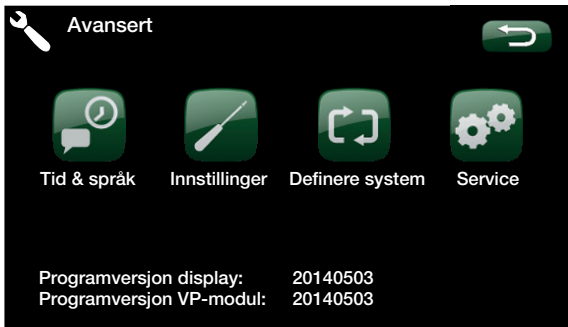 Avansert
Tid & språk Innstillinger Definere system Service
Programversjon display: 20140503
Programversjon VP-modul: 20140503